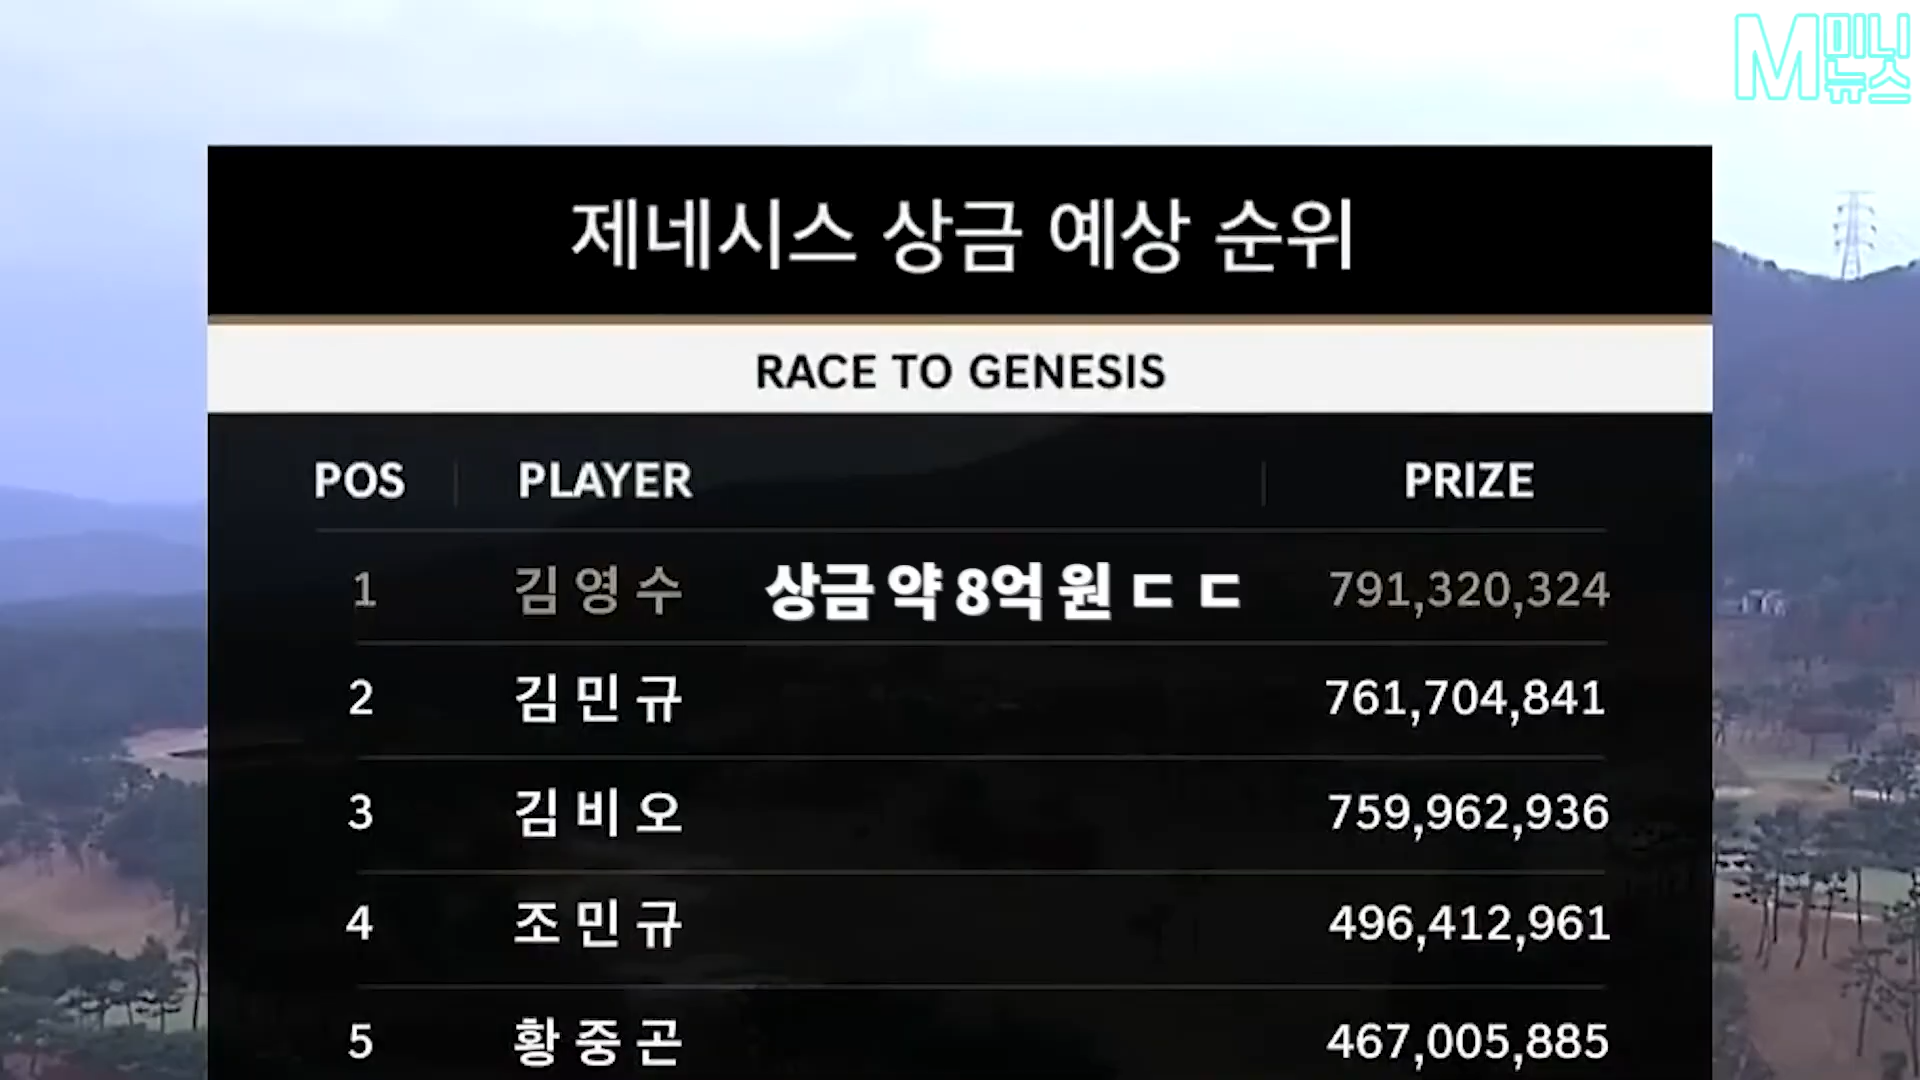 M미니
뉴스
제네시스 상금 예상 순위
RACE TO GENESIS
POS PLAYER PRIZE
1 김영수 상금 약 8억 원 ㄷㄷ 791,320,324
2 김민규 761,704,841
3 김비오 759,962,936
4 조민규 496,412,961
5 황중곤 467,005,885